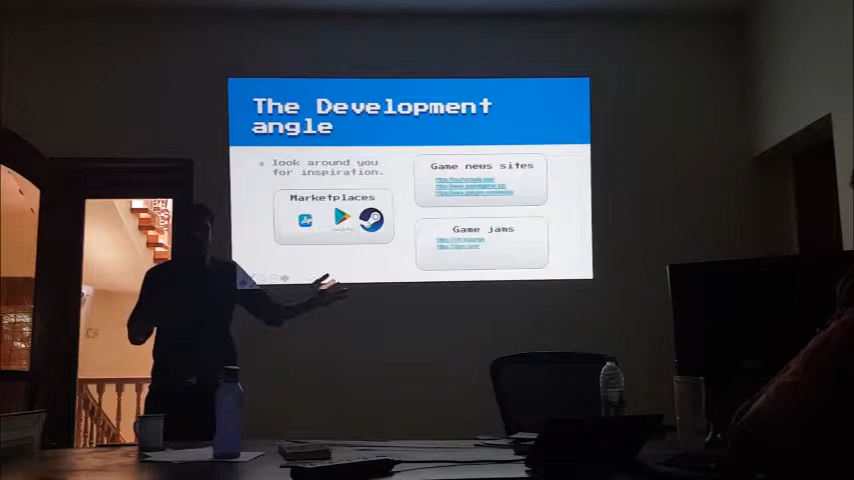 The Development
angle
look around you
for inspiration.
Marketplaces
Game news sites
Game jams